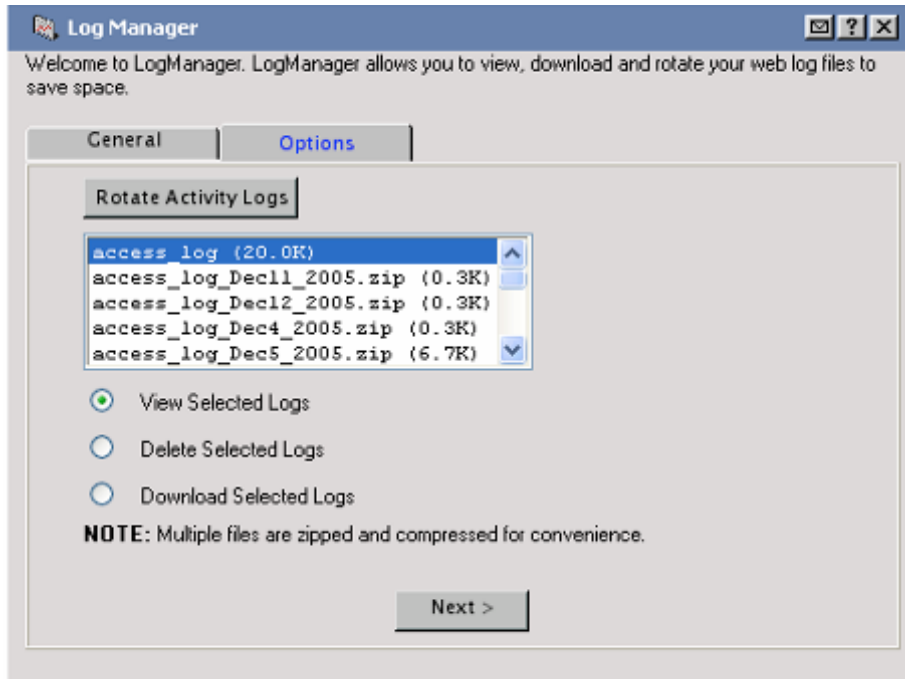 Log Manager
Welcome to LogManager. LogManager allows you to view, download and rotate your web log files to
save space.
General
Options
Rotate Activity Logs
access_log (20.0K)
access_log_Dec11_2005.zip (0.3K)
access_log_Dec12_2005.zip (0.3K)
access_log_Dec4_2005.zip (0.3K)
access_log_Dec5_2005.zip (6.7K)
View Selected Logs
Delete Selected Logs
Download Selected Logs
NOTE: Multiple files are zipped and compressed for convenience.
Next >